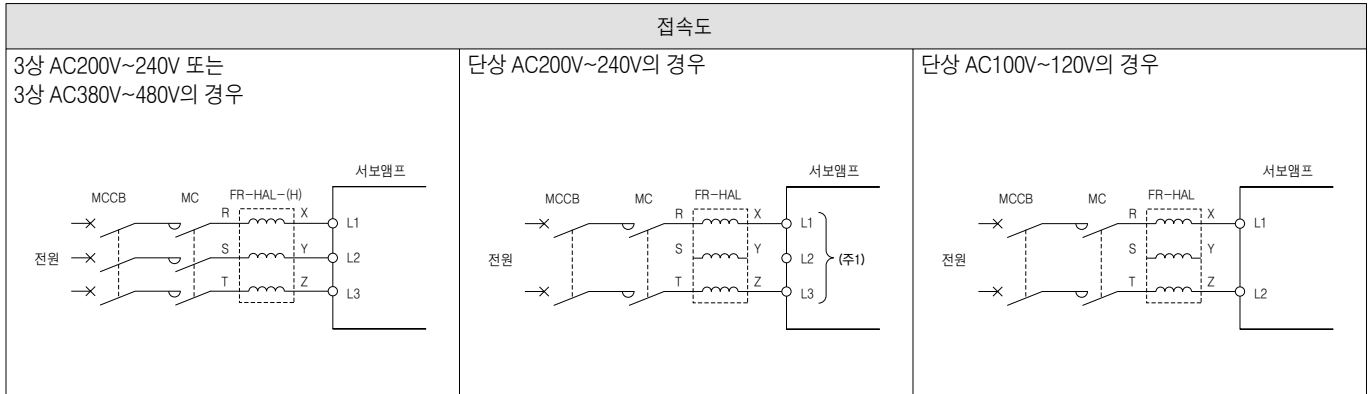 접속도
3상 AC200V~240V 또는
3상 AC380V~480V의 경우
서보앰프
MCCB MC FR-HAL-(H)
R X L1
전원 S Y L2
T Z L3
단상 AC200V~240V의 경우
서보앰프
MCCB MC FR-HAL
R X L1
전원 S Y L2 (주1)
T Z L3
단상 AC100V~120V의 경우
서보앰프
MCCB MC FR-HAL
R X L1
전원 S Y
T Z L2